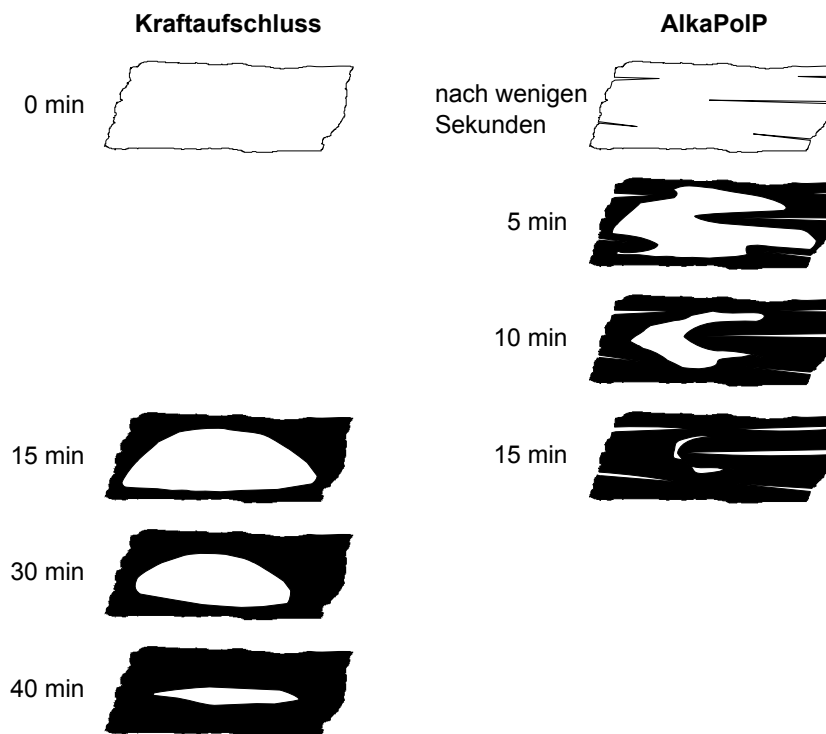 Kraftaufschluss
0 min
15 min
30 min
40 min
AlkaPolP
nach wenigen
Sekunden
5 min
10 min
15 min